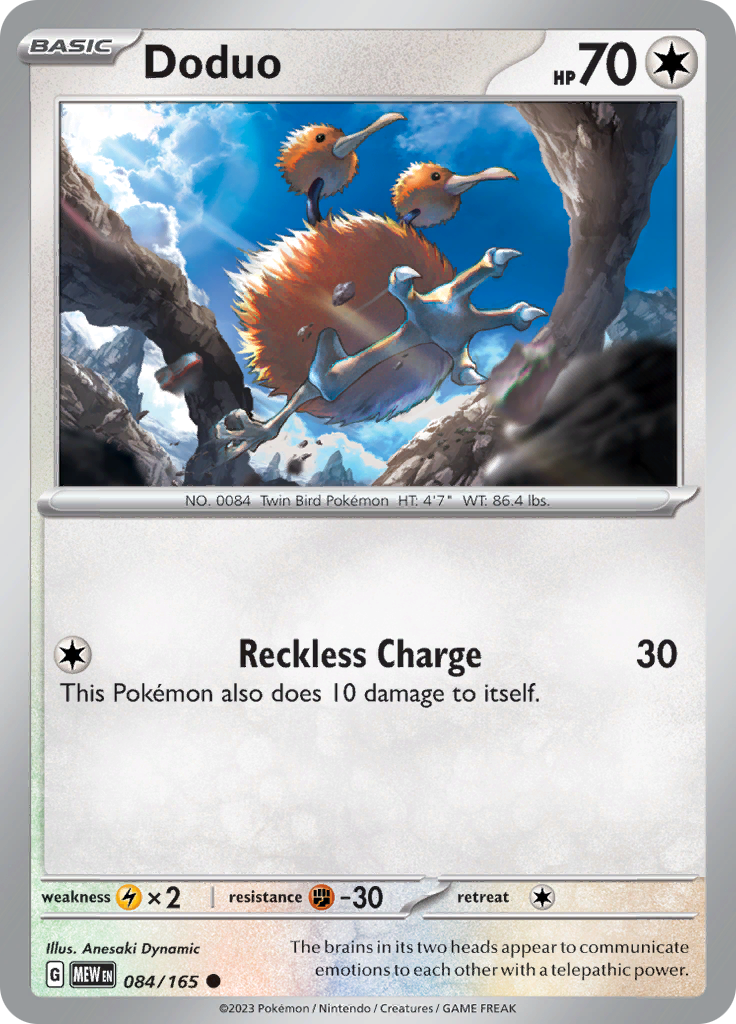 BASIC
Doduo
HP 70
NO. 0084 Twin Bird Pokémon HT: 4'7" WT: 86.4 lbs.
Reckless Charge 30
This Pokémon also does 10 damage to itself.
weakness ×2 resistance -30 retreat
Illus. Anesaki Dynamic
The brains in its two heads appear to communicate
emotions to each other with a telepathic power.
G MEW EN 084/165
©2023 Pokémon / Nintendo / Creatures / GAME FREAK